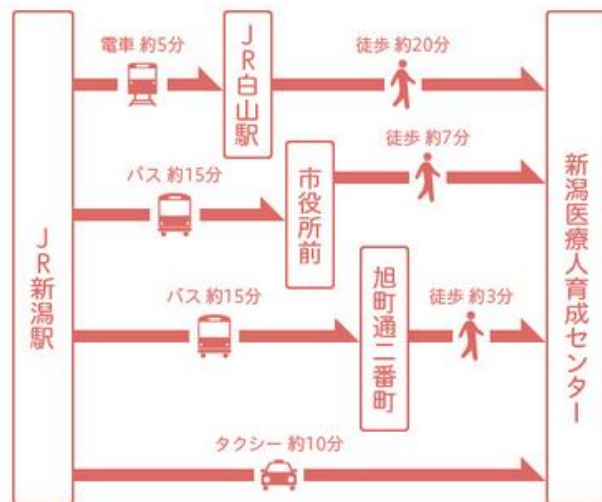 JR新潟駅
電車 約5分
JR白山駅
徒歩 約20分
バス 約15分
市役所前
徒歩 約7分
バス 約15分
旭町通二番町
徒歩 約3分
タクシー 約10分
新潟医療人育成センター